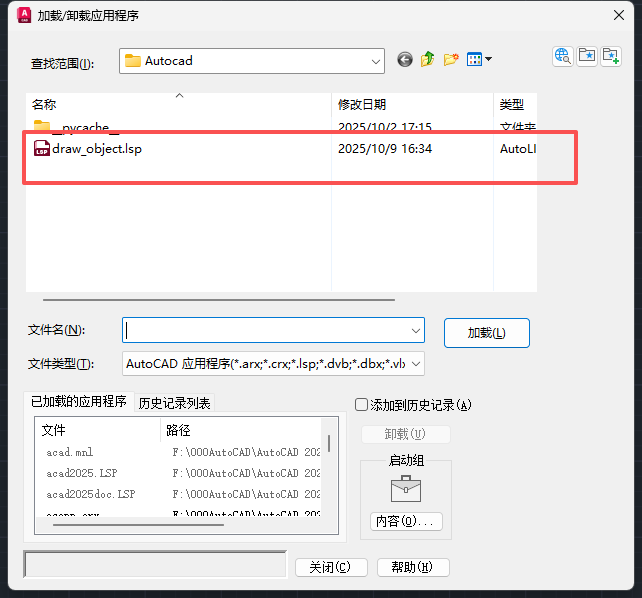 加载/卸载应用程序
查找范围(I):
Autocad
名称
修改日期
类型
__pycache__
2025/10/2 17:15
文件夹
draw_object.lsp
2025/10/9 16:34
AutoLI
文件名(N):
加载(L)
文件类型(T):
AutoCAD 应用程序(*.arx;*.crx;*.lsp;*.dvb;*.dbx;*.vl
已加载的应用程序
历史记录列表
添加到历史记录(A)
文件
路径
卸载(U)
acad.mnl
F:\000AutoCAD\AutoCAD 202
启动组
acad2025.LSP
F:\000AutoCAD\AutoCAD 202
acad2025doc.LSP
F:\000AutoCAD\AutoCAD 202
F:\000AutoCAD\AutoCAD 202
内容(O)...
关闭(C)
帮助(H)